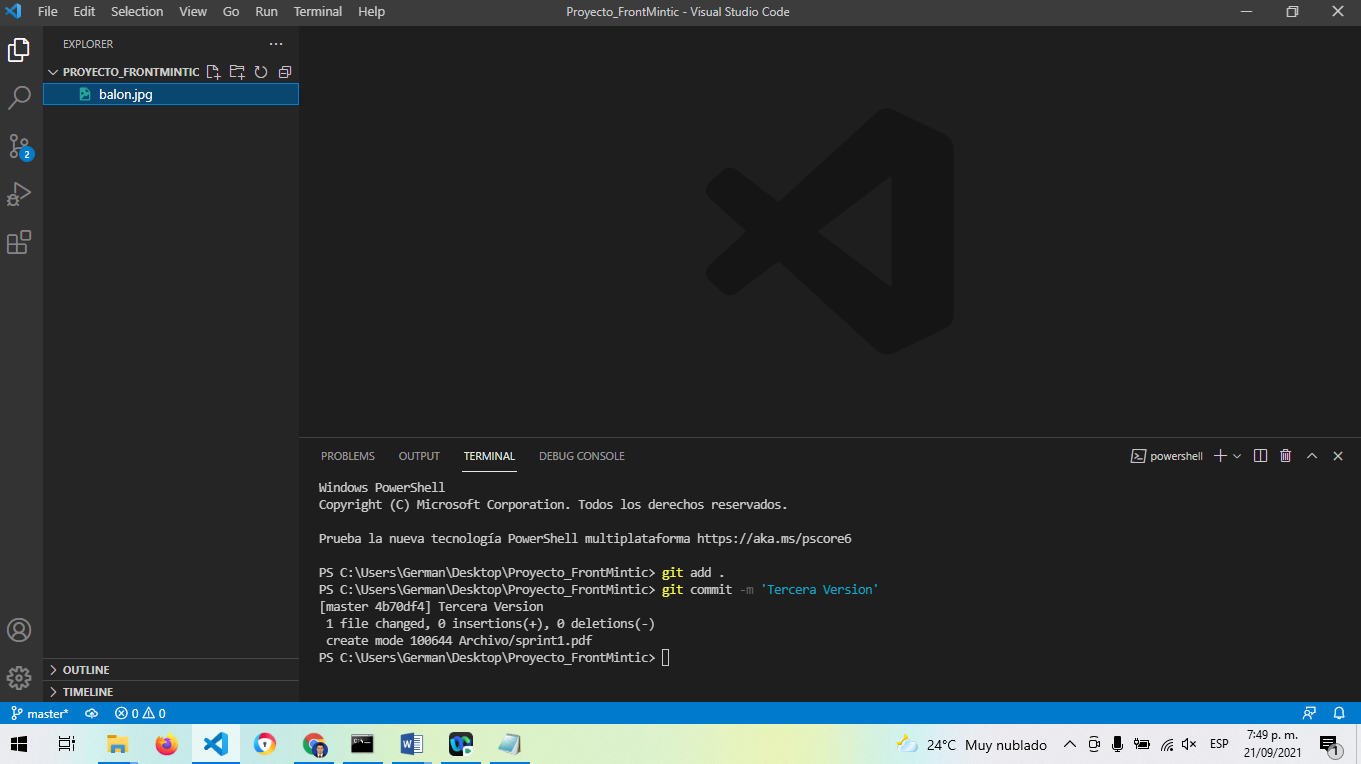 File Edit Selection View Go Run Terminal Help
Proyecto_FrontMintic - Visual Studio Code
EXPLORER
PROYECTO_FRONTMINTIC
balon.jpg
2
OUTLINE
TIMELINE
PROBLEMS OUTPUT TERMINAL DEBUG CONSOLE
powershell
Windows PowerShell
Copyright (C) Microsoft Corporation. Todos los derechos reservados.
Prueba la nueva tecnología PowerShell multiplataforma https://aka.ms/pscore6
PS C:\Users\German\Desktop\Proyecto_FrontMintic> git add .
PS C:\Users\German\Desktop\Proyecto_FrontMintic> git commit -m 'Tercera Version'
[master 4b70df4] Tercera Version
1 file changed, 0 insertions(+), 0 deletions(-)
create mode 100644 Archivo/sprint1.pdf
PS C:\Users\German\Desktop\Proyecto_FrontMintic>
master* 0 0
24°C Muy nublado
ESP
7:49 p. m.
21/09/2021
1